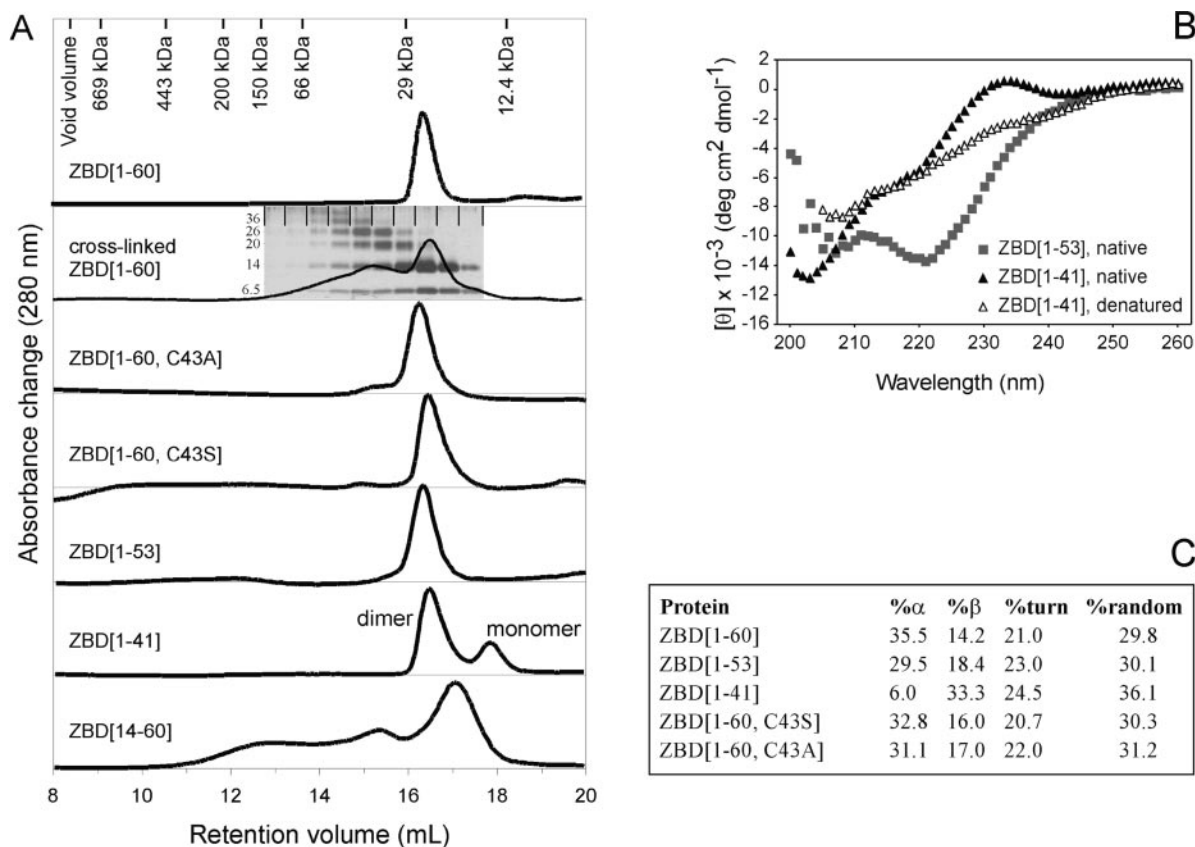 A
Void volume
669 kDa
443 kDa
200 kDa
150 kDa
66 kDa
29 kDa
12.4 kDa
Absorbance change (280 nm)
ZBD[1-60]
cross-linked
ZBD[1-60]
36
26
20
14
6.5
ZBD[1-60, C43A]
ZBD[1-60, C43S]
ZBD[1-53]
ZBD[1-41]
dimer
monomer
ZBD[14-60]
8 10 12 14 16 18 20
Retention volume (mL)
B
[θ] x 10⁻³ (deg cm² dmol⁻¹)
2
0
-2
-4
-6
-8
-10
-12
-14
-16
ZBD[1-53], native
ZBD[1-41], native
ZBD[1-41], denatured
200 210 220 230 240 250 260
Wavelength (nm)
C
Protein %α %β %turn %random
ZBD[1-60] 35.5 14.2 21.0 29.8
ZBD[1-53] 29.5 18.4 23.0 30.1
ZBD[1-41] 6.0 33.3 24.5 36.1
ZBD[1-60, C43S] 32.8 16.0 20.7 30.3
ZBD[1-60, C43A] 31.1 17.0 22.0 31.2